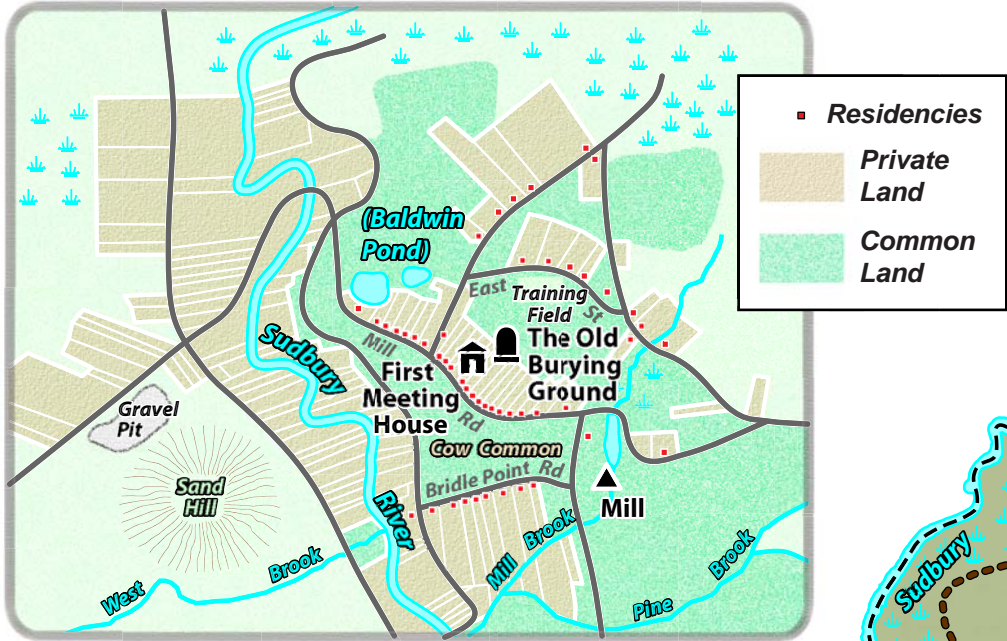 Residencies
Private
Land
Common
Land
(Baldwin
Pond)
East
St
Training
Field
The Old
Burying
Ground
Mill
Rd
First
Meeting
House
Sudbury
River
Gravel
Pit
Cow Common
Sand
Hill
Bridle Point Rd
Mill
Mill Brook
West Brook
Pine Brook
Sudbury